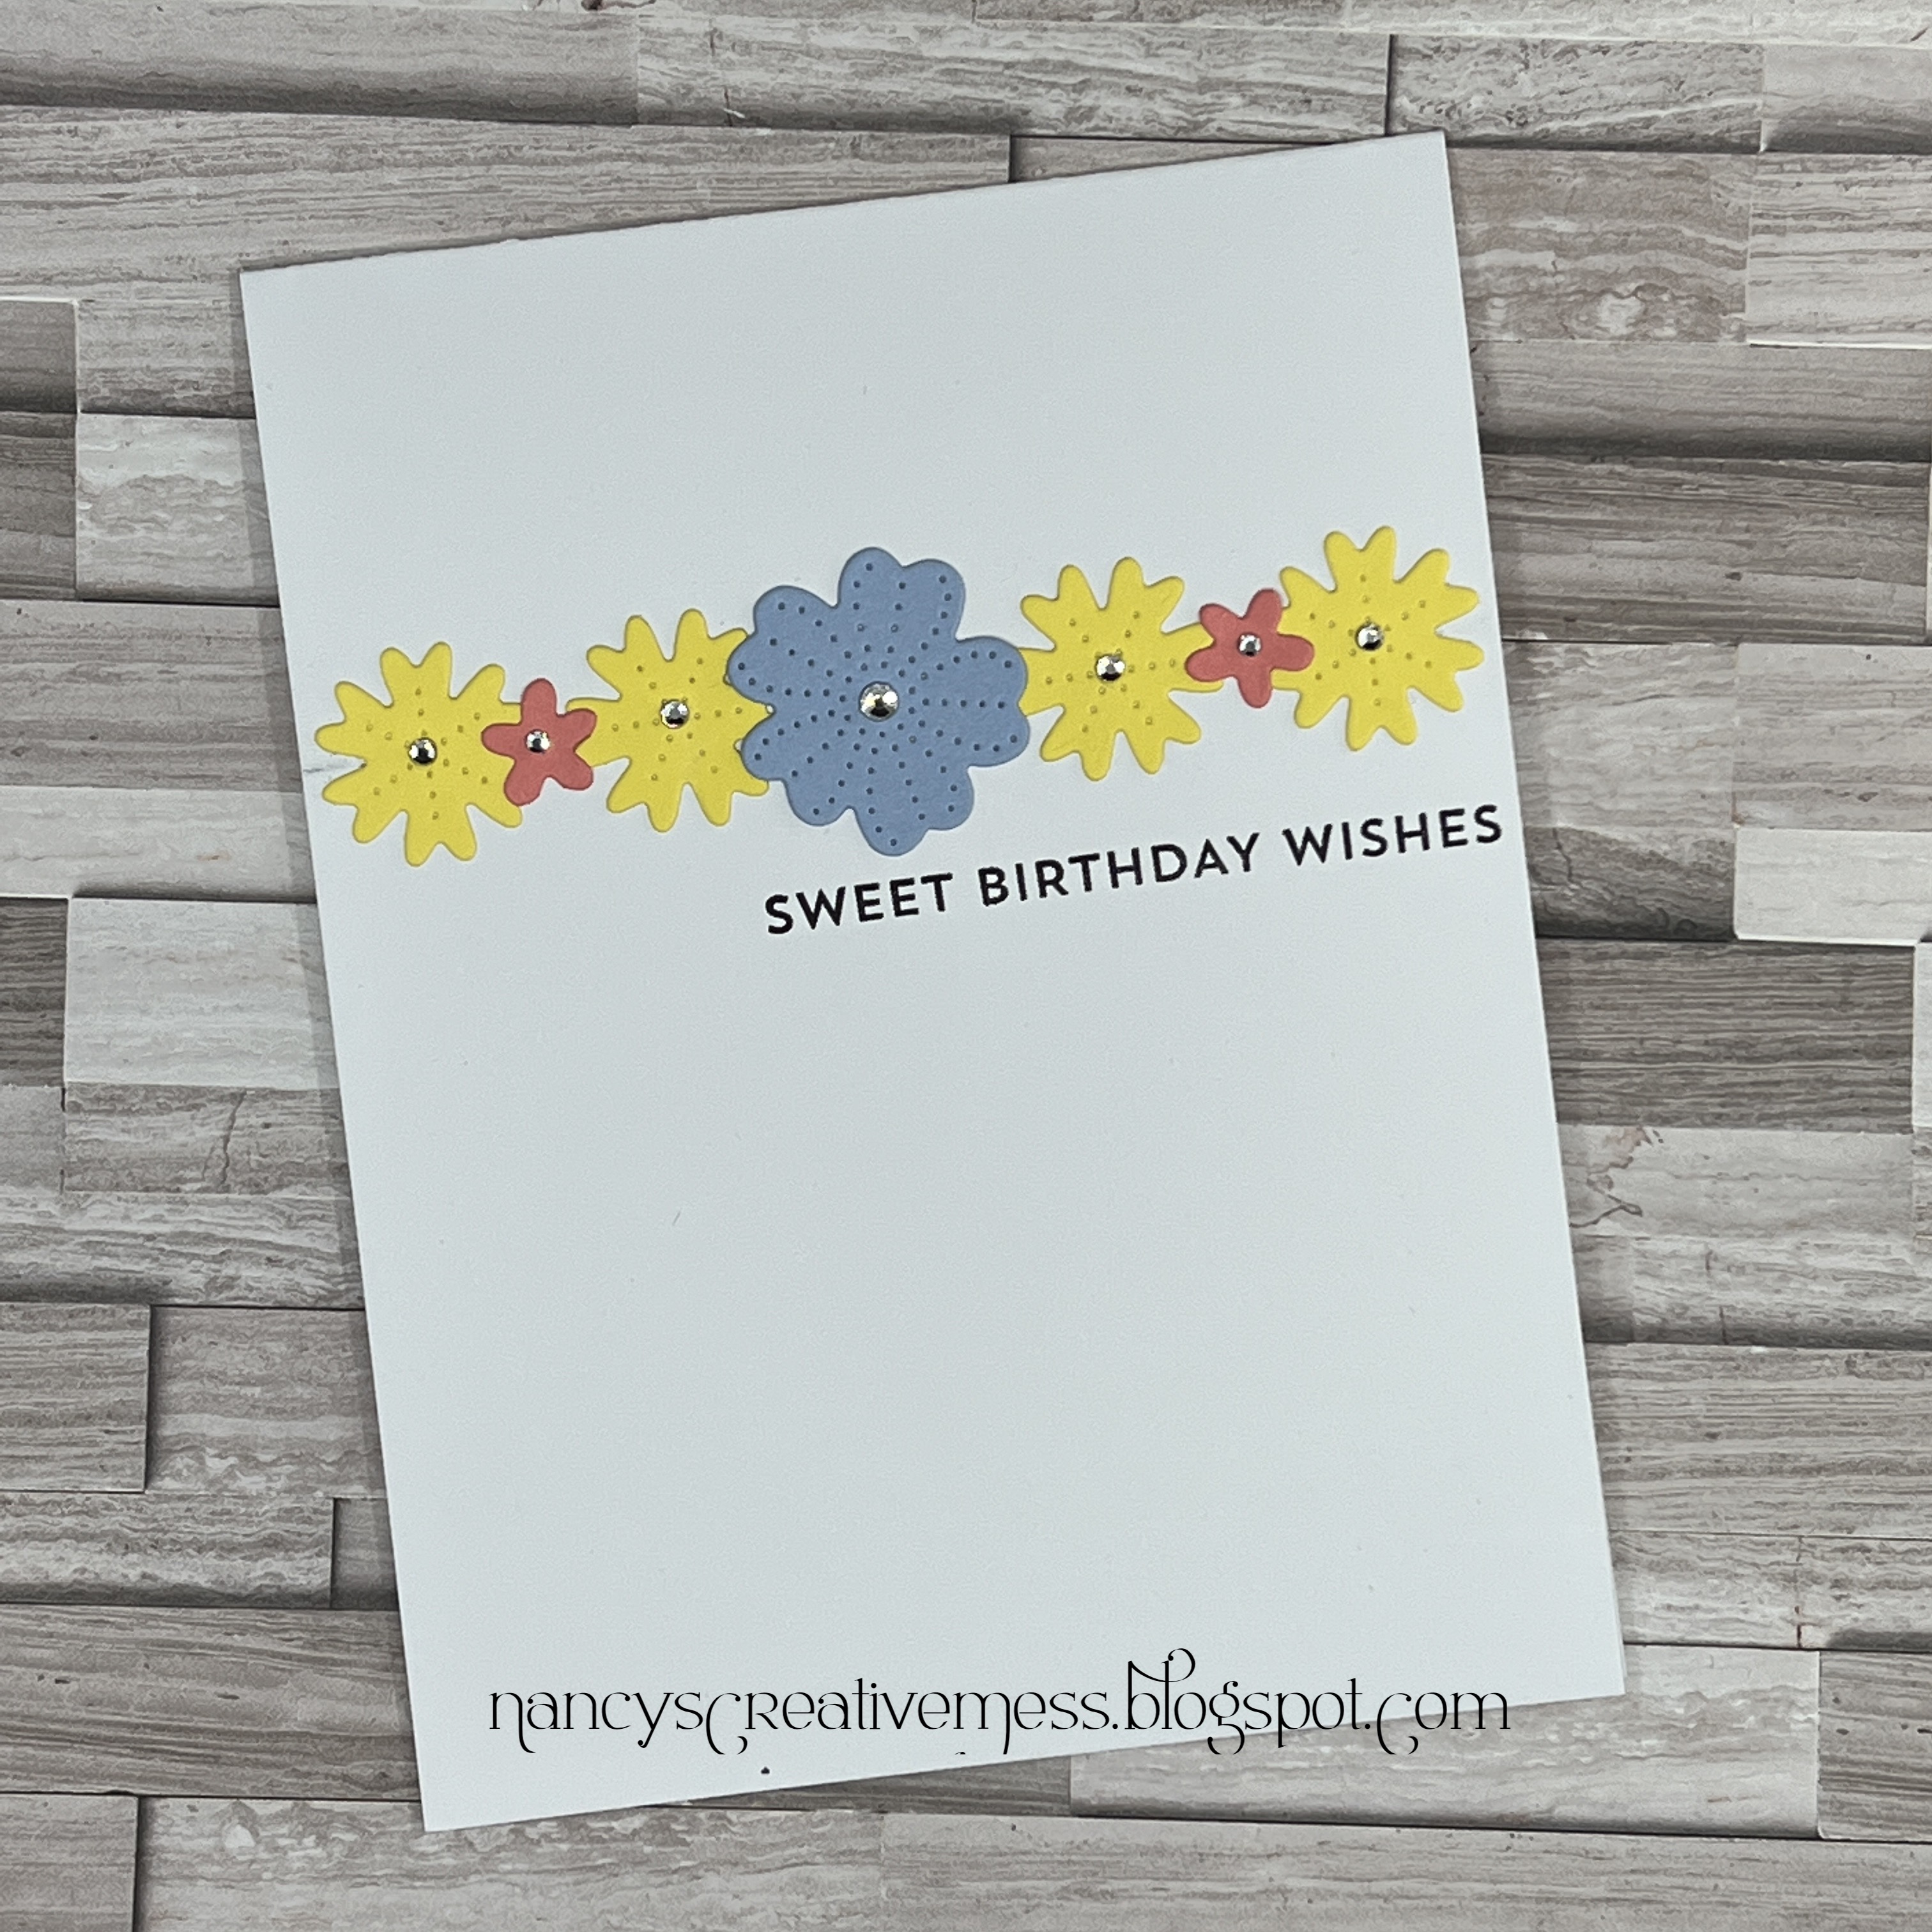 SWEET BIRTHDAY WISHES
nancyscreativemess.blogspot.com